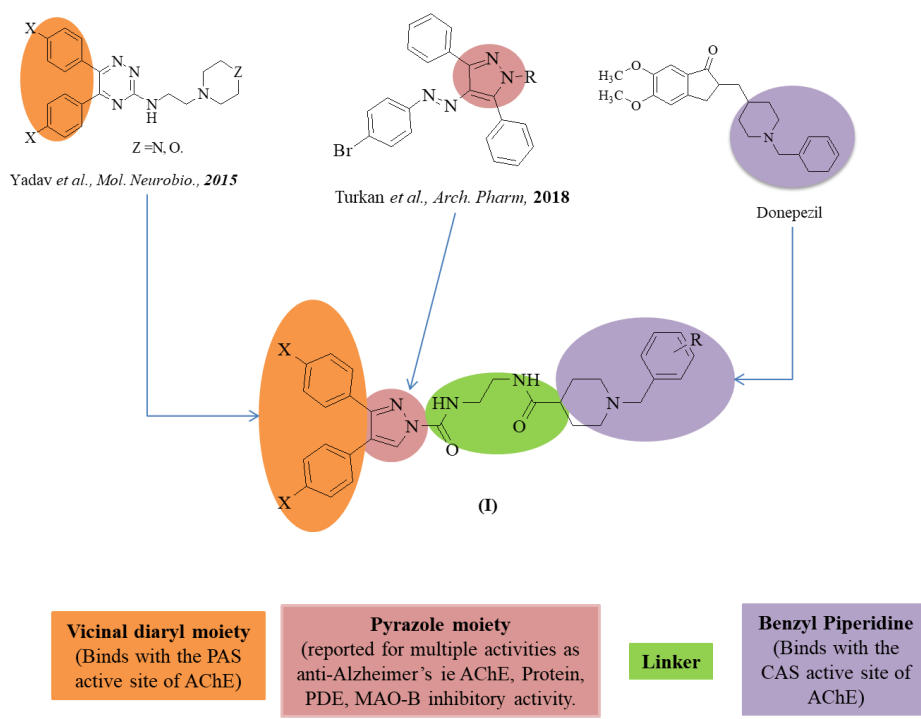 X
N
N
N
N
H
N
Z
X
Z =N, O.
Yadav et al., Mol. Neurobio., 2015
N
N
R
N
N
Br
Turkan et al., Arch. Pharm, 2018
O
O
H₃C
O
CH₃
N
Donepezil
X
X
N
N
O
HN
NH
O
N
R
(I)
Vicinal diaryl moiety
(Binds with the PAS
active site of AChE)
Pyrazole moiety
(reported for multiple activities as
anti-Alzheimer's ie AChE, Protein,
PDE, MAO-B inhibitory activity.
Linker
Benzyl Piperidine
(Binds with the
CAS active site of
AChE)